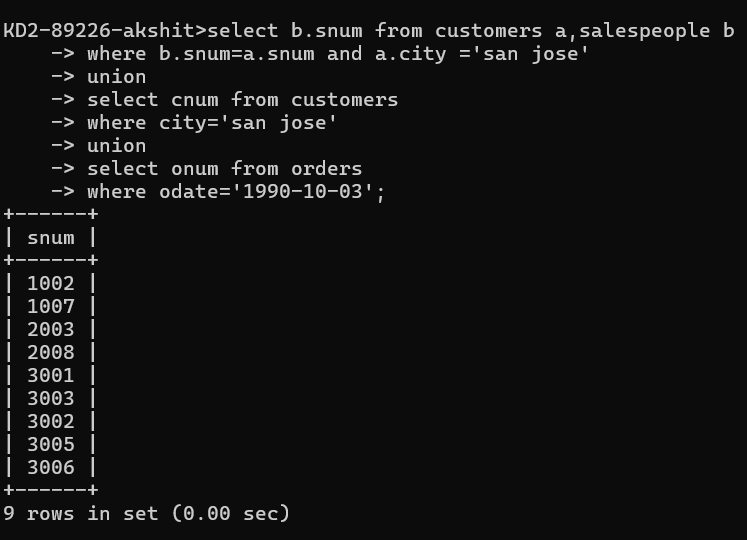 KD2-89226-akshit>select b.snum from customers a,salespeople b
    -> where b.snum=a.snum and a.city ='san jose'
    -> union
    -> select cnum from customers
    -> where city='san jose'
    -> union
    -> select onum from orders
    -> where odate='1990-10-03';
+------+
| snum |
+------+
| 1002 |
| 1007 |
| 2003 |
| 2008 |
| 3001 |
| 3003 |
| 3002 |
| 3005 |
| 3006 |
+------+
9 rows in set (0.00 sec)